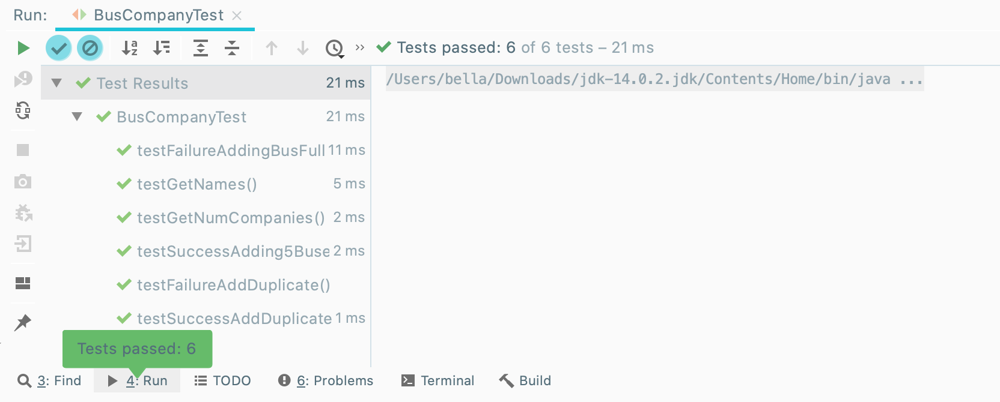 Run: BusCompanyTest
Tests passed: 6 of 6 tests – 21 ms
Test Results 21 ms
/Users/bella/Downloads/jdk-14.0.2.jdk/Contents/Home/bin/java ...
BusCompanyTest 21 ms
testFailureAddingBusFull 11 ms
testGetNames() 5 ms
testGetNumCompanies() 2 ms
testSuccessAdding5Buse 2 ms
testFailureAddDuplicate()
testSuccessAddDuplicate 1 ms
Tests passed: 6
3: Find 4: Run TODO 6: Problems Terminal Build